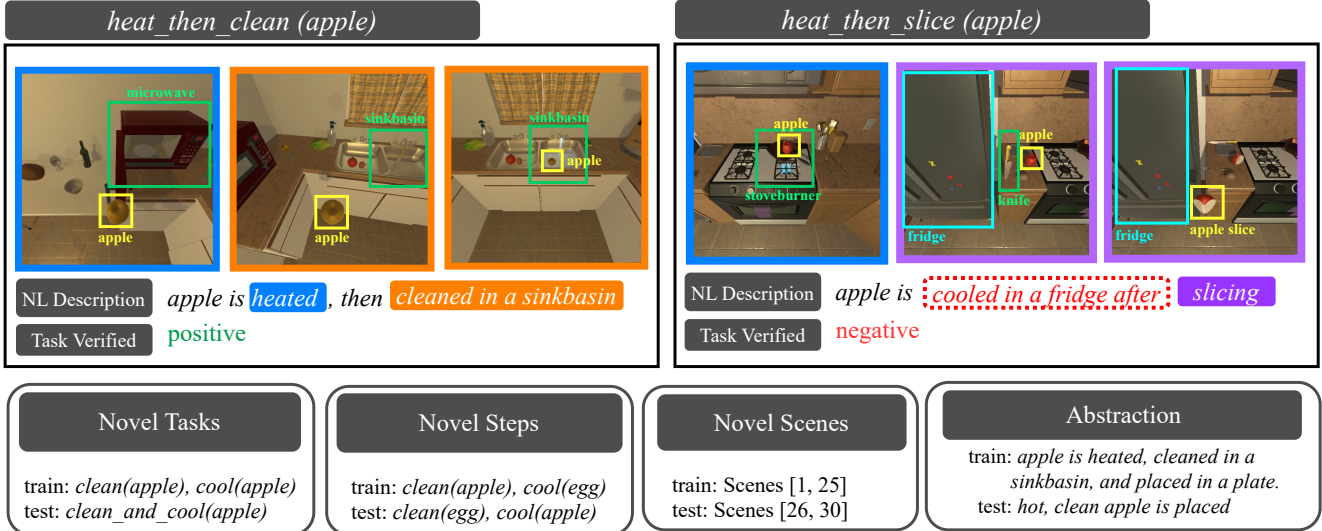 heat_then_clean (apple)
microwave
apple
sinkbasin
apple
sinkbasin
apple
NL Description
apple is heated , then cleaned in a sinkbasin
Task Verified
positive
heat_then_slice (apple)
apple
stoveburner
apple
knife
fridge
fridge
apple slice
NL Description
apple is cooled in a fridge after slicing
Task Verified
negative
Novel Tasks
train: clean(apple), cool(apple)
test: clean_and_cool(apple)
Novel Steps
train: clean(apple), cool(egg)
test: clean(egg), cool(apple)
Novel Scenes
train: Scenes [1, 25]
test: Scenes [26, 30]
Abstraction
train: apple is heated, cleaned in a
sinkbasin, and placed in a plate.
test: hot, clean apple is placed